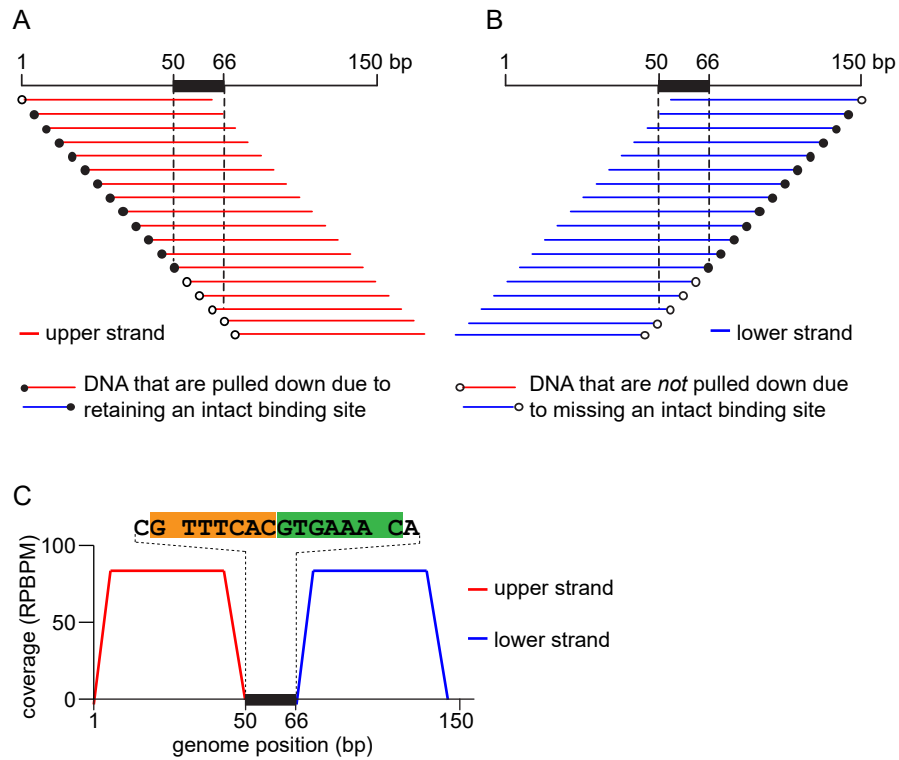 A
1 50 66 150 bp
upper strand
DNA that are pulled down due to
retaining an intact binding site
B
1 50 66 150 bp
lower strand
DNA that are not pulled down due
to missing an intact binding site
C
CG TTTCACGTGAAA CA
100
50
0
coverage (RPBPM)
1 50 66 150
genome position (bp)
upper strand
lower strand